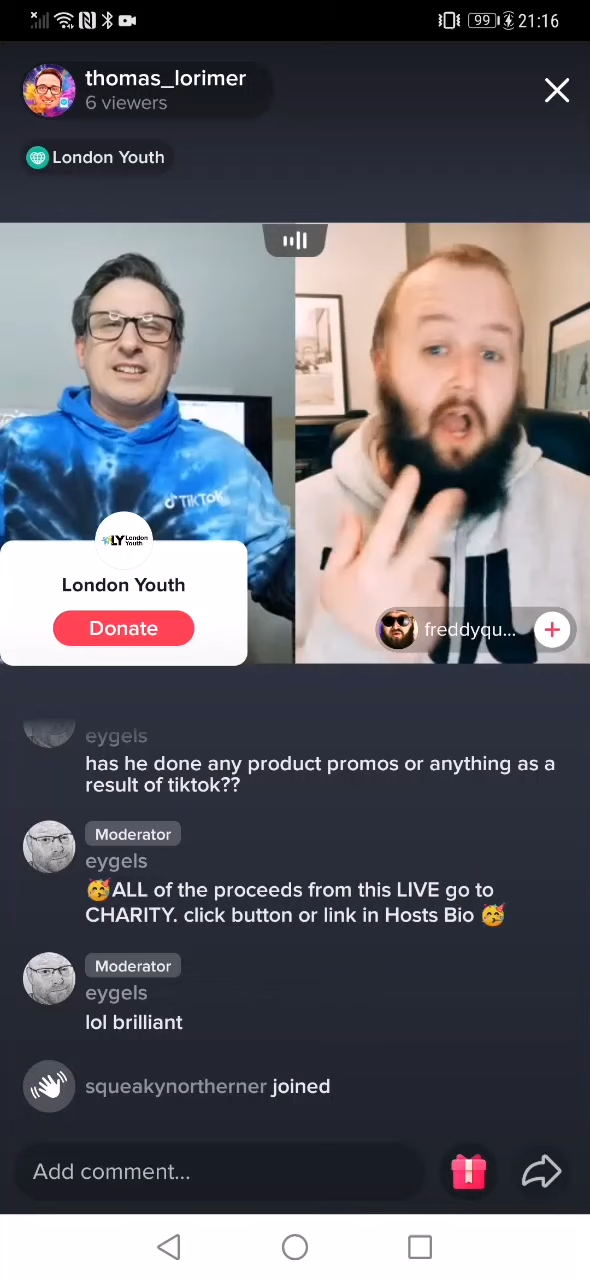 99 21:16
thomas_lorimer
6 viewers
London Youth
TikTok
LY London
Youth
London Youth
Donate
freddyqu...
eygels
has he done any product promos or anything as a
result of tiktok??
Moderator
eygels
🥳ALL of the proceeds from this LIVE go to
CHARITY. click button or link in Hosts Bio 🥳
Moderator
eygels
lol brilliant
squeakynortherner joined
Add comment...